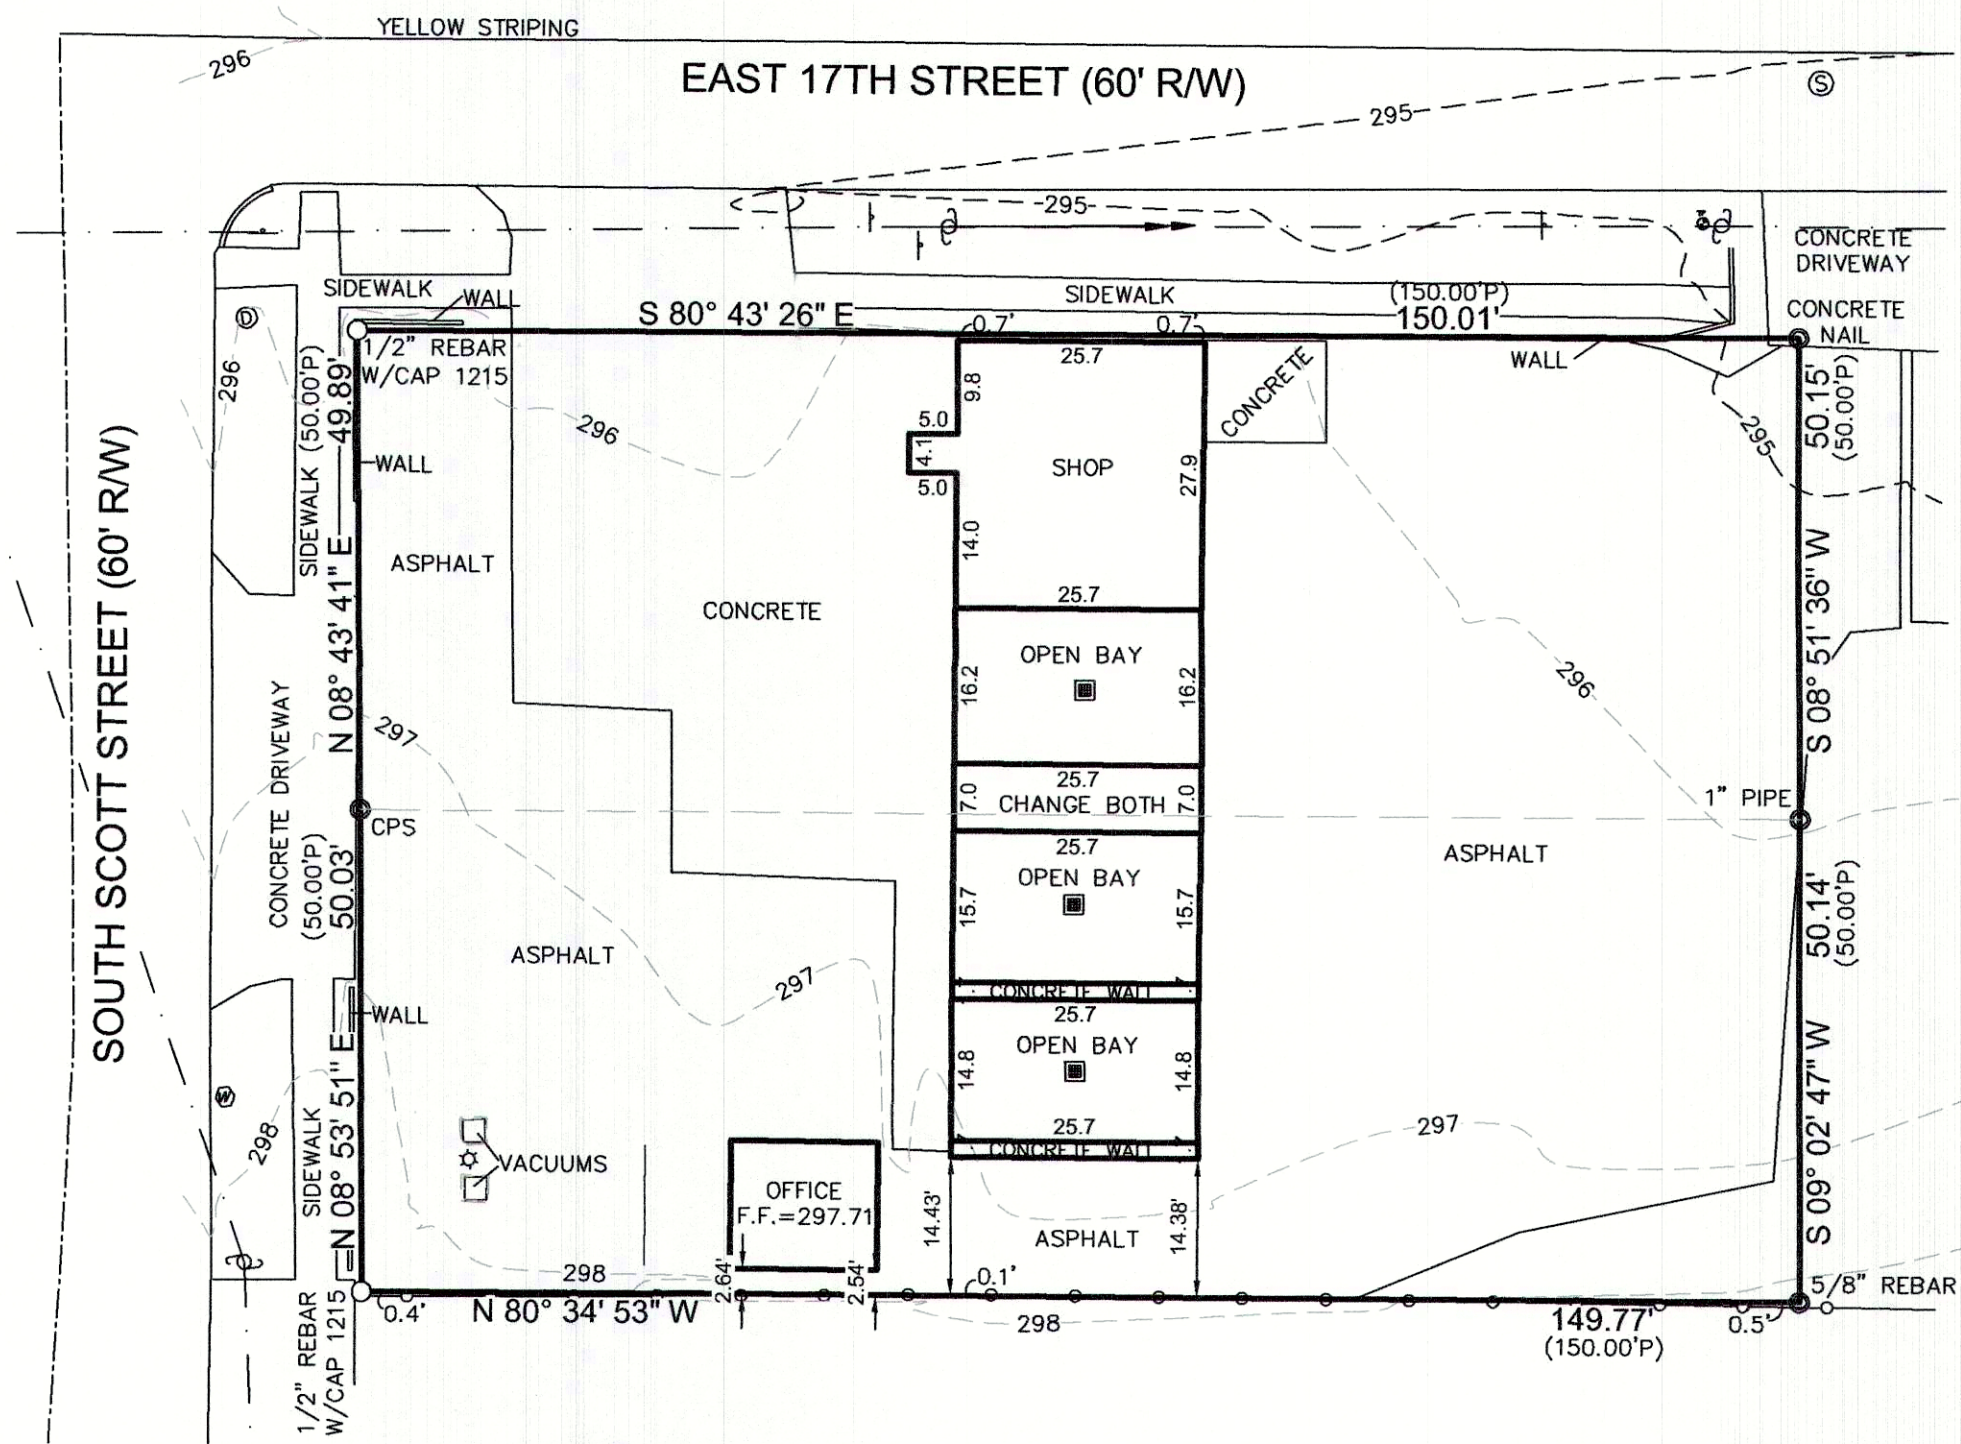 YELLOW STRIPING
296
EAST 17TH STREET (60' R/W)
S
295
295
CONCRETE
DRIVEWAY
SIDEWALK
WALL
SIDEWALK
(150.00'P)
CONCRETE
NAIL
D
S 80° 43' 26" E
0.7'
0.7'
150.01'
1/2" REBAR
W/CAP 1215
25.7
WALL
CONCRETE
296
SIDEWALK (50.00'P)
49.89'
9.8
50.15'
(50.00'P)
5.0
296
295
4.1
WALL
SHOP
27.9
5.0
14.0
ASPHALT
25.7
CONCRETE
N 08° 43' 41" E
S 08° 51' 36" W
SOUTH SCOTT STREET (60' R/W)
OPEN BAY
16.2
16.2
296
297
CONCRETE DRIVEWAY
25.7
7.0
CHANGE BOTH
7.0
1" PIPE
CPS
25.7
ASPHALT
(50.00'P)
50.03'
OPEN BAY
15.7
15.7
50.14'
(50.00'P)
ASPHALT
297
CONCRETE WALL
WALL
25.7
OPEN BAY
14.8
14.8
W
298
25.7
297
CONCRETE WALL
SIDEWALK
N 08° 53' 51" E
S 09° 02' 47" W
VACUUMS
OFFICE
F.F.=297.71
14.43'
14.38'
ASPHALT
298
2.64'
2.54'
0.1'
5/8" REBAR
0.4'
N 80° 34' 53" W
298
149.77'
0.5'
(150.00'P)
1/2" REBAR
W/CAP 1215